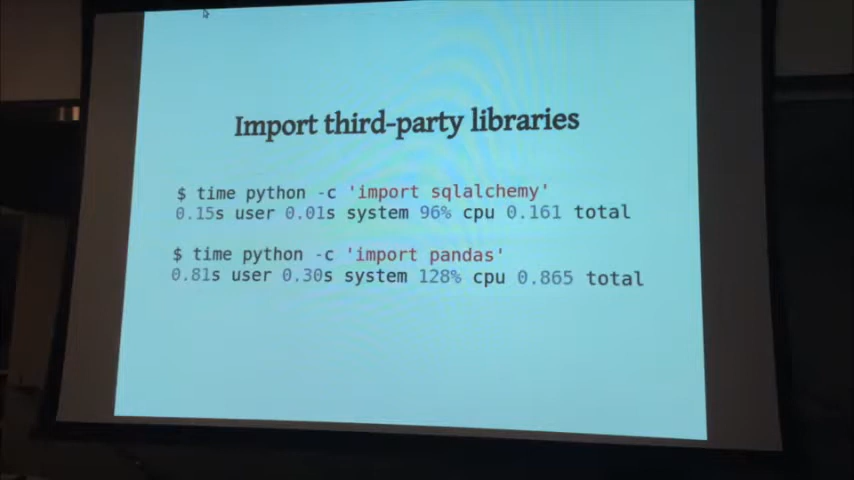 Import third-party libraries
$ time python -c 'import sqlalchemy'
0.15s user 0.01s system 96% cpu 0.161 total
$ time python -c 'import pandas'
0.81s user 0.30s system 128% cpu 0.865 total